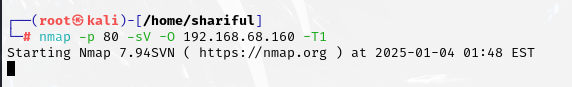 ┌──(root㉿kali)-[/home/shariful]
└─# nmap -p 80 -sV -O 192.168.68.160 -T1
Starting Nmap 7.94SVN ( https://nmap.org ) at 2025-01-04 01:48 EST